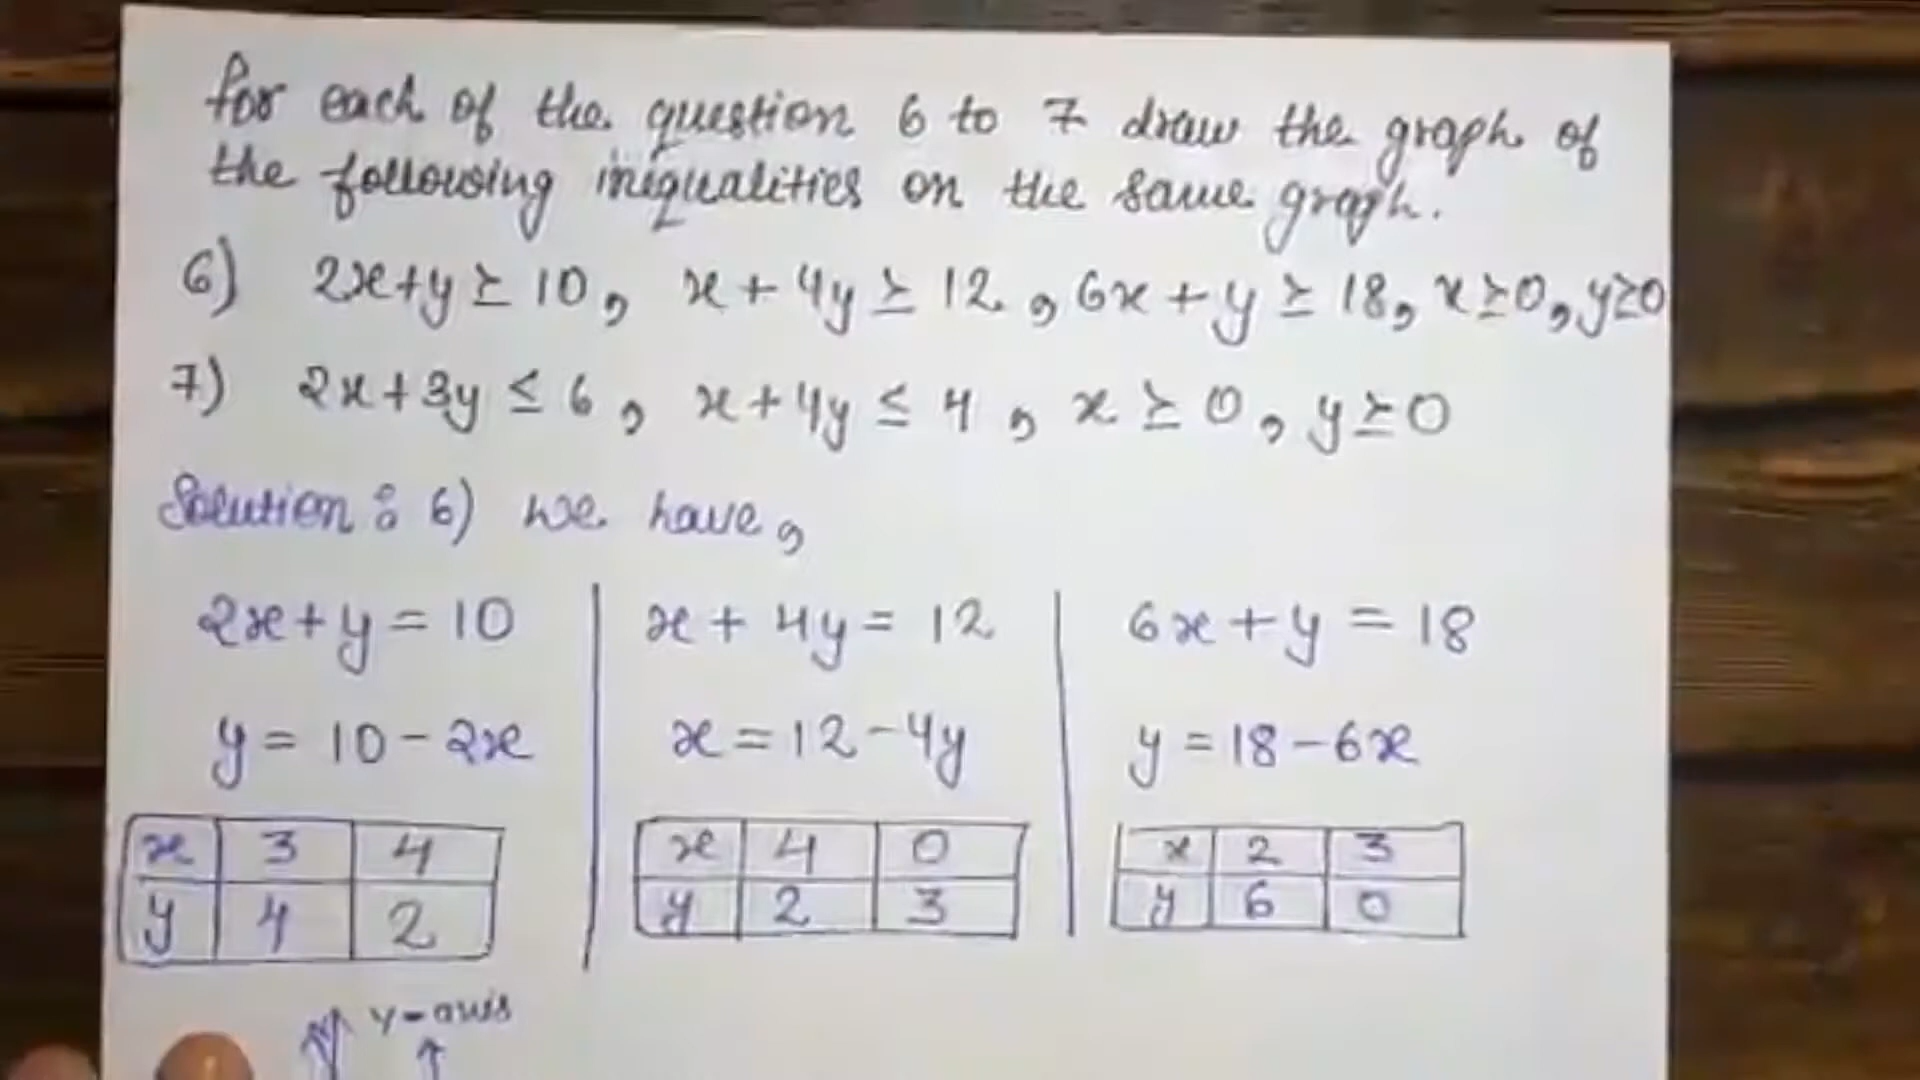 for each of the question 6 to 7 draw the graph of
the following inequalities on the same graph.
6) 2x+y ≥ 10, x + 4y ≥ 12, 6x + y ≥ 18, x ≥ 0, y ≥ 0
7) 2x+3y ≤ 6, x+4y ≤ 4, x ≥ 0, y ≥ 0
Solution: 6) we have,
2x+y = 10
y = 10 - 2x
x 3 4
y 4 2
x + 4y = 12
x = 12 - 4y
x 4 0
y 2 3
6x + y = 18
y = 18 - 6x
x 2 3
y 6 0
Y-axis